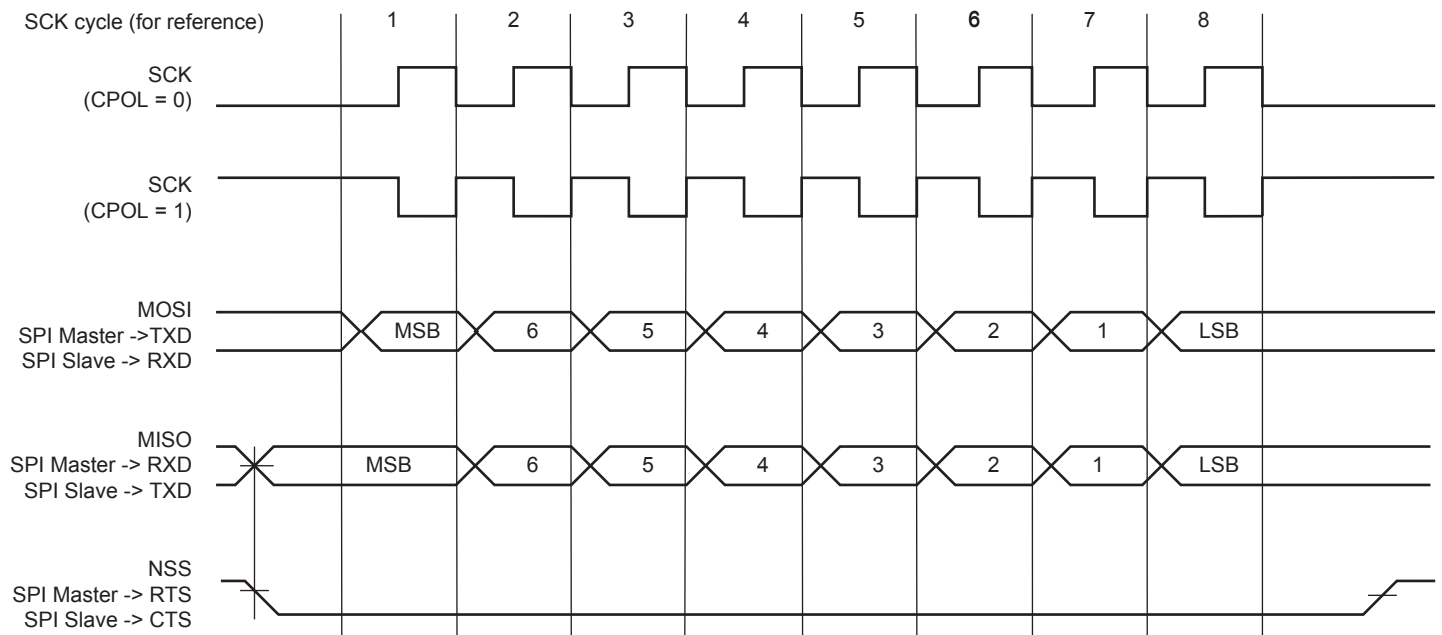 SCK cycle (for reference) 1 2 3 4 5 6 7 8
SCK
(CPOL = 0)
SCK
(CPOL = 1)
MOSI
SPI Master ->TXD
SPI Slave -> RXD
MSB 6 5 4 3 2 1 LSB
MISO
SPI Master -> RXD
SPI Slave -> TXD
MSB 6 5 4 3 2 1 LSB
NSS
SPI Master -> RTS
SPI Slave -> CTS